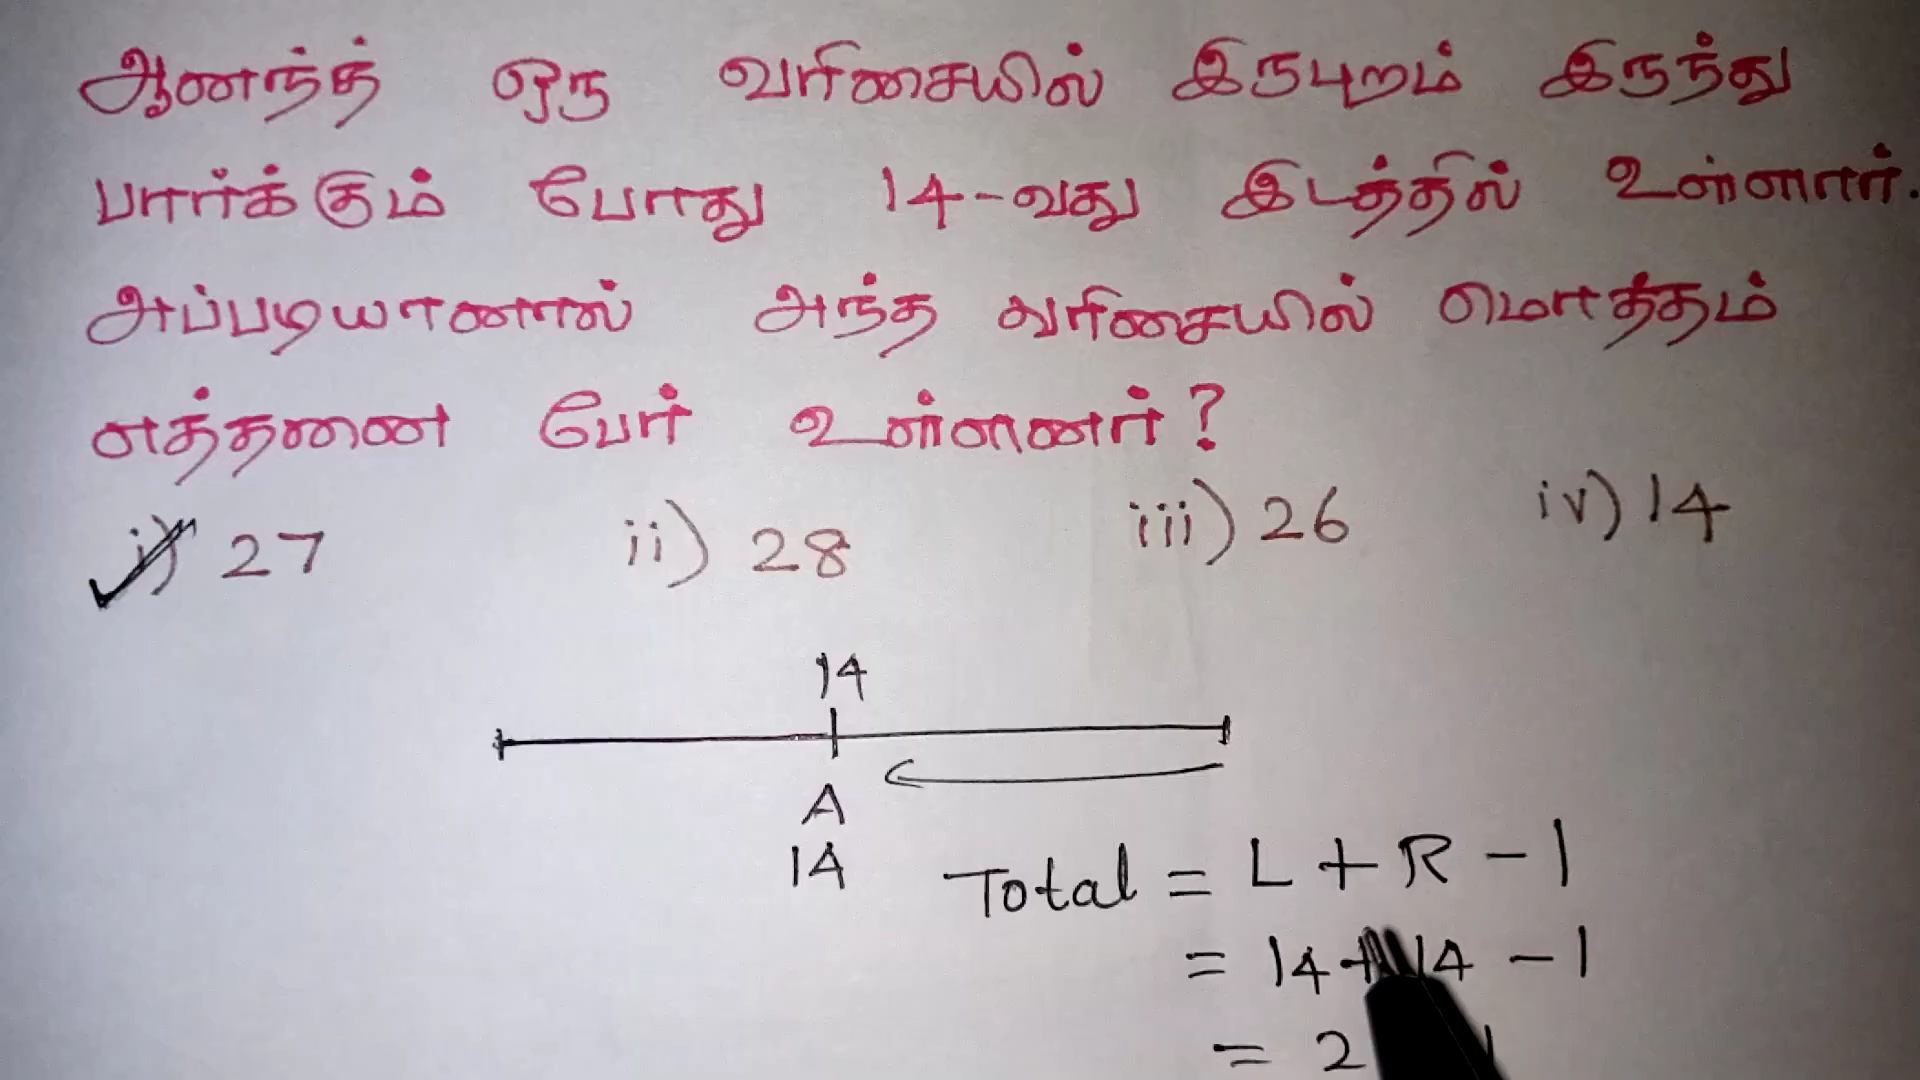 ஆனந்த் ஒரு வரிசையில் இருபுறம் இருந்து
பார்க்கும் போது 14-வது இடத்தில் உள்ளார்.
அப்படியானால் அந்த வரிசையில் மொத்தம்
எத்தனை பேர் உள்ளனர்?
i) 27 ii) 28 iii) 26 iv) 14
14
A
14
Total = L + R - 1
= 14 + 14 - 1
= 2